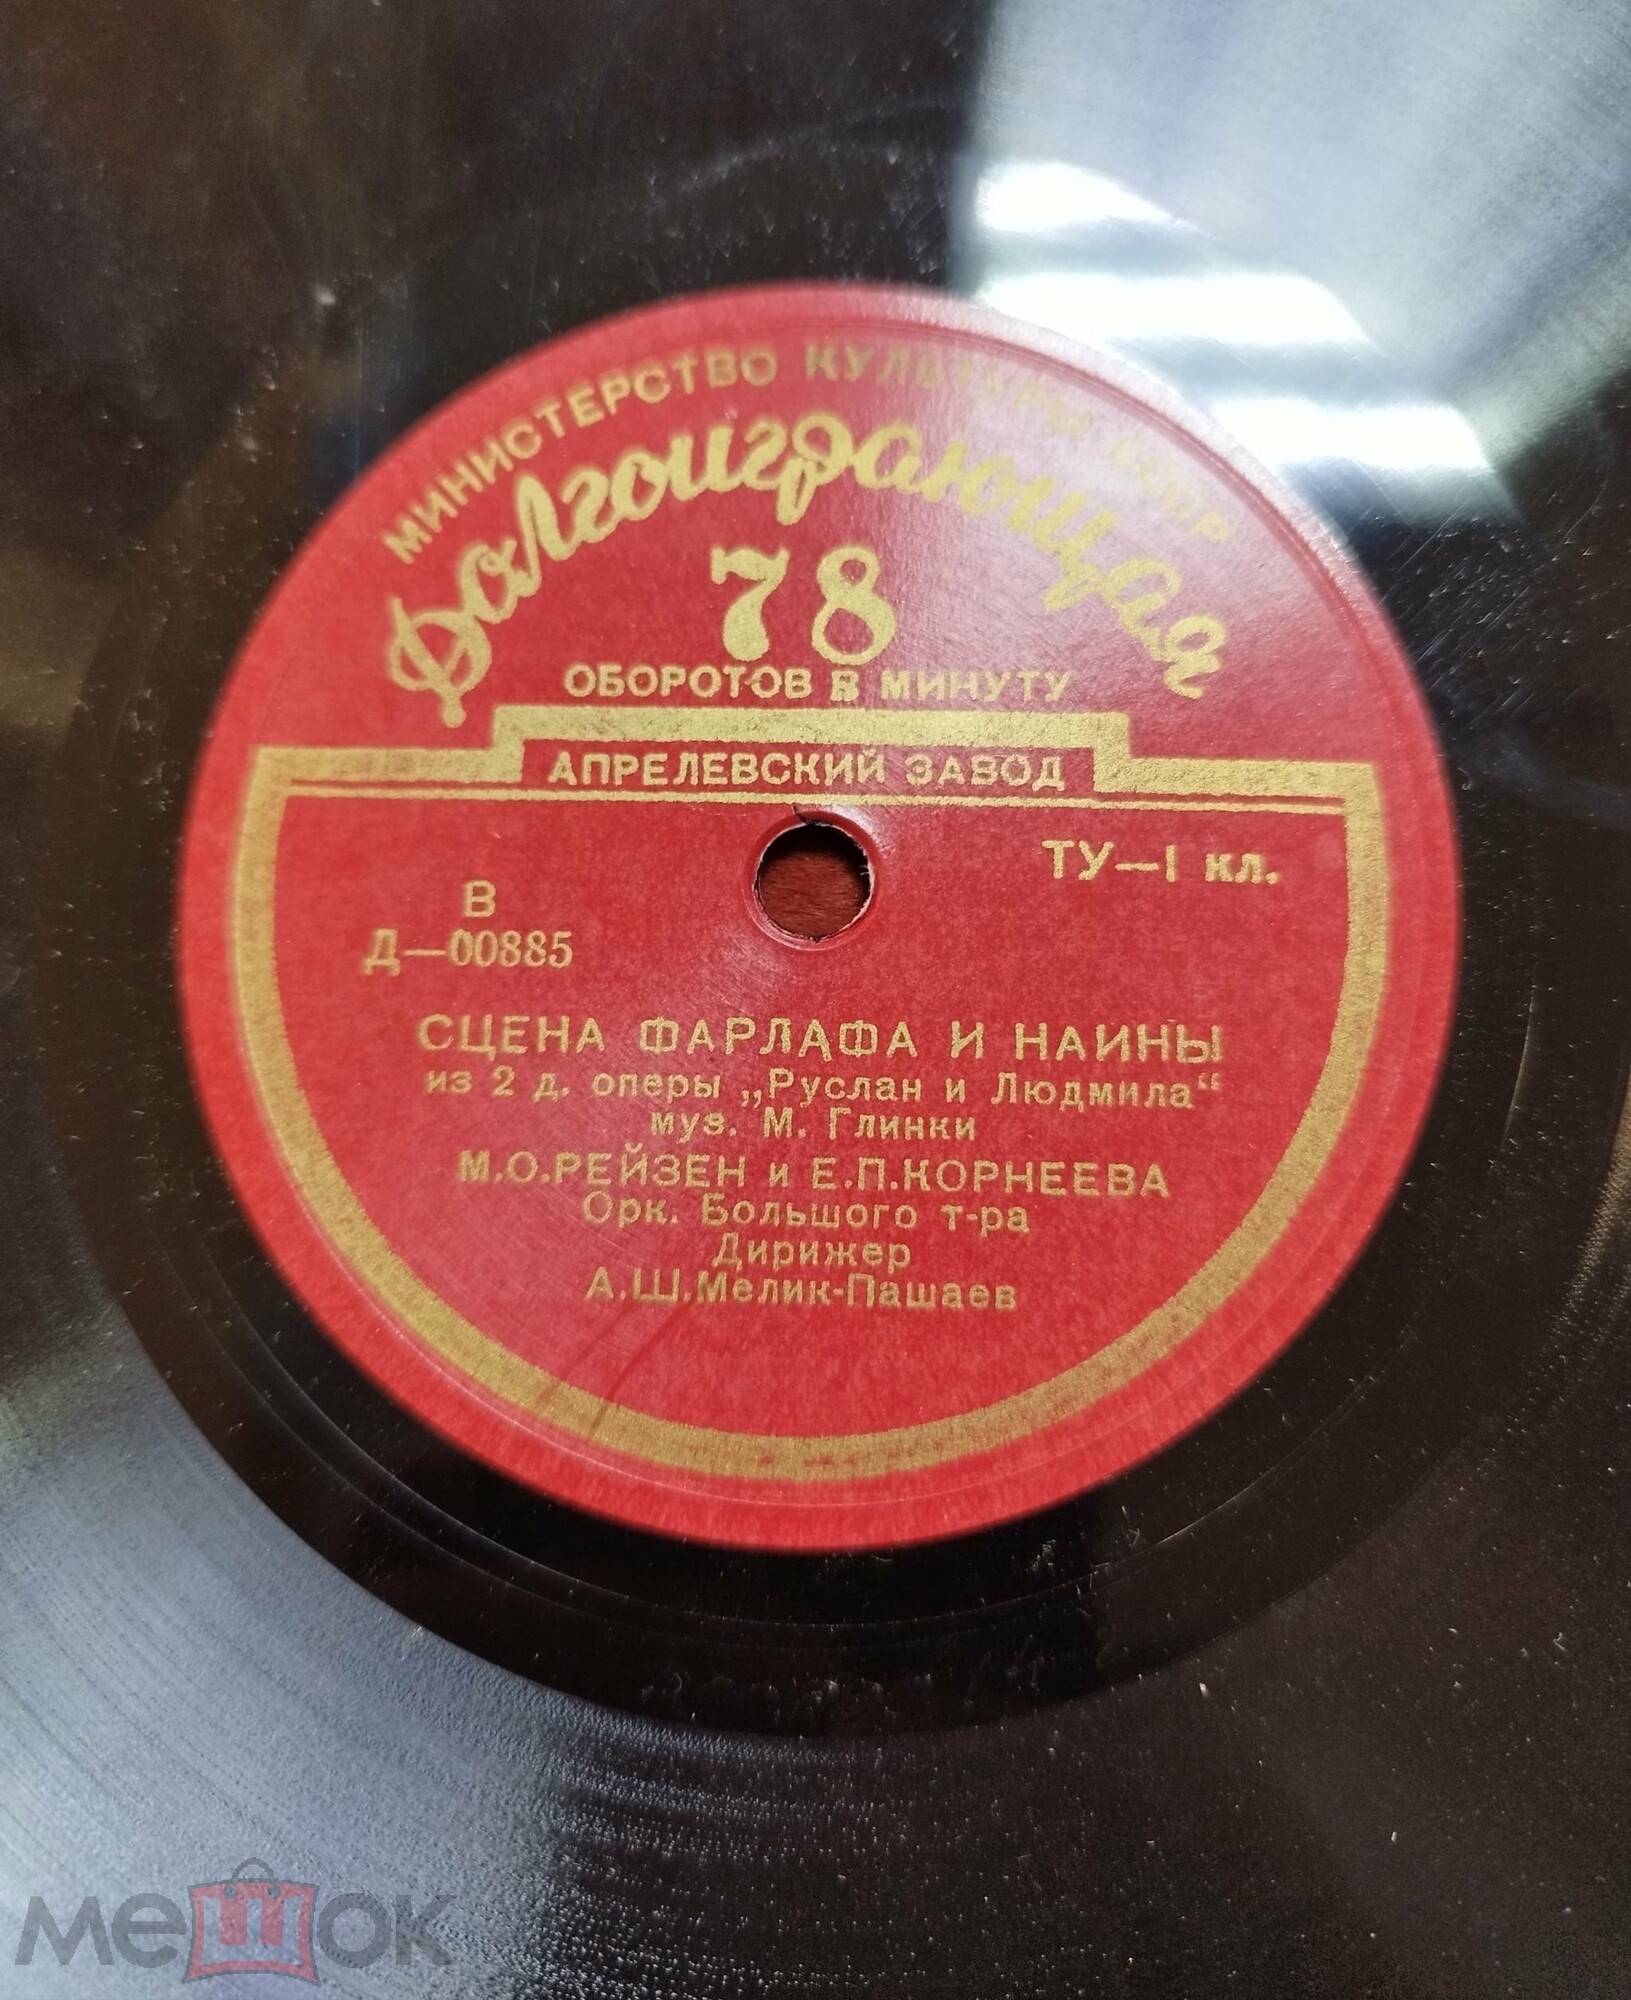 МИНИСТЕРСТВО КУЛЬТУРЫ СССР
Долгоиграющая
78
ОБОРОТОВ В МИНУТУ
АПРЕЛЕВСКИЙ ЗАВОД
ТУ—1 кл.
В
Д—00885
СЦЕНА ФАРЛАФА И НАИНЫ
из 2 д. оперы „Руслан и Людмила“
муз. М. Глинки
М.О.РЕЙЗЕН и Е.П.КОРНЕЕВА
Орк. Большого т-ра
Дирижер
А.Ш.Мелик-Пашаев
мешок